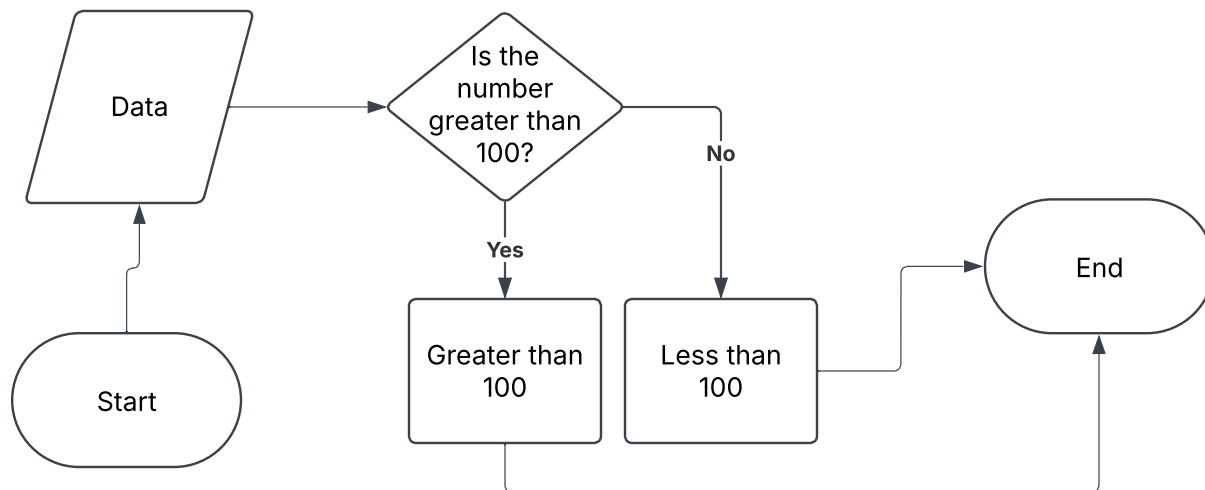 Data
Is the
number
greater than
100?
No
Yes
End
Greater than
100
Less than
100
Start